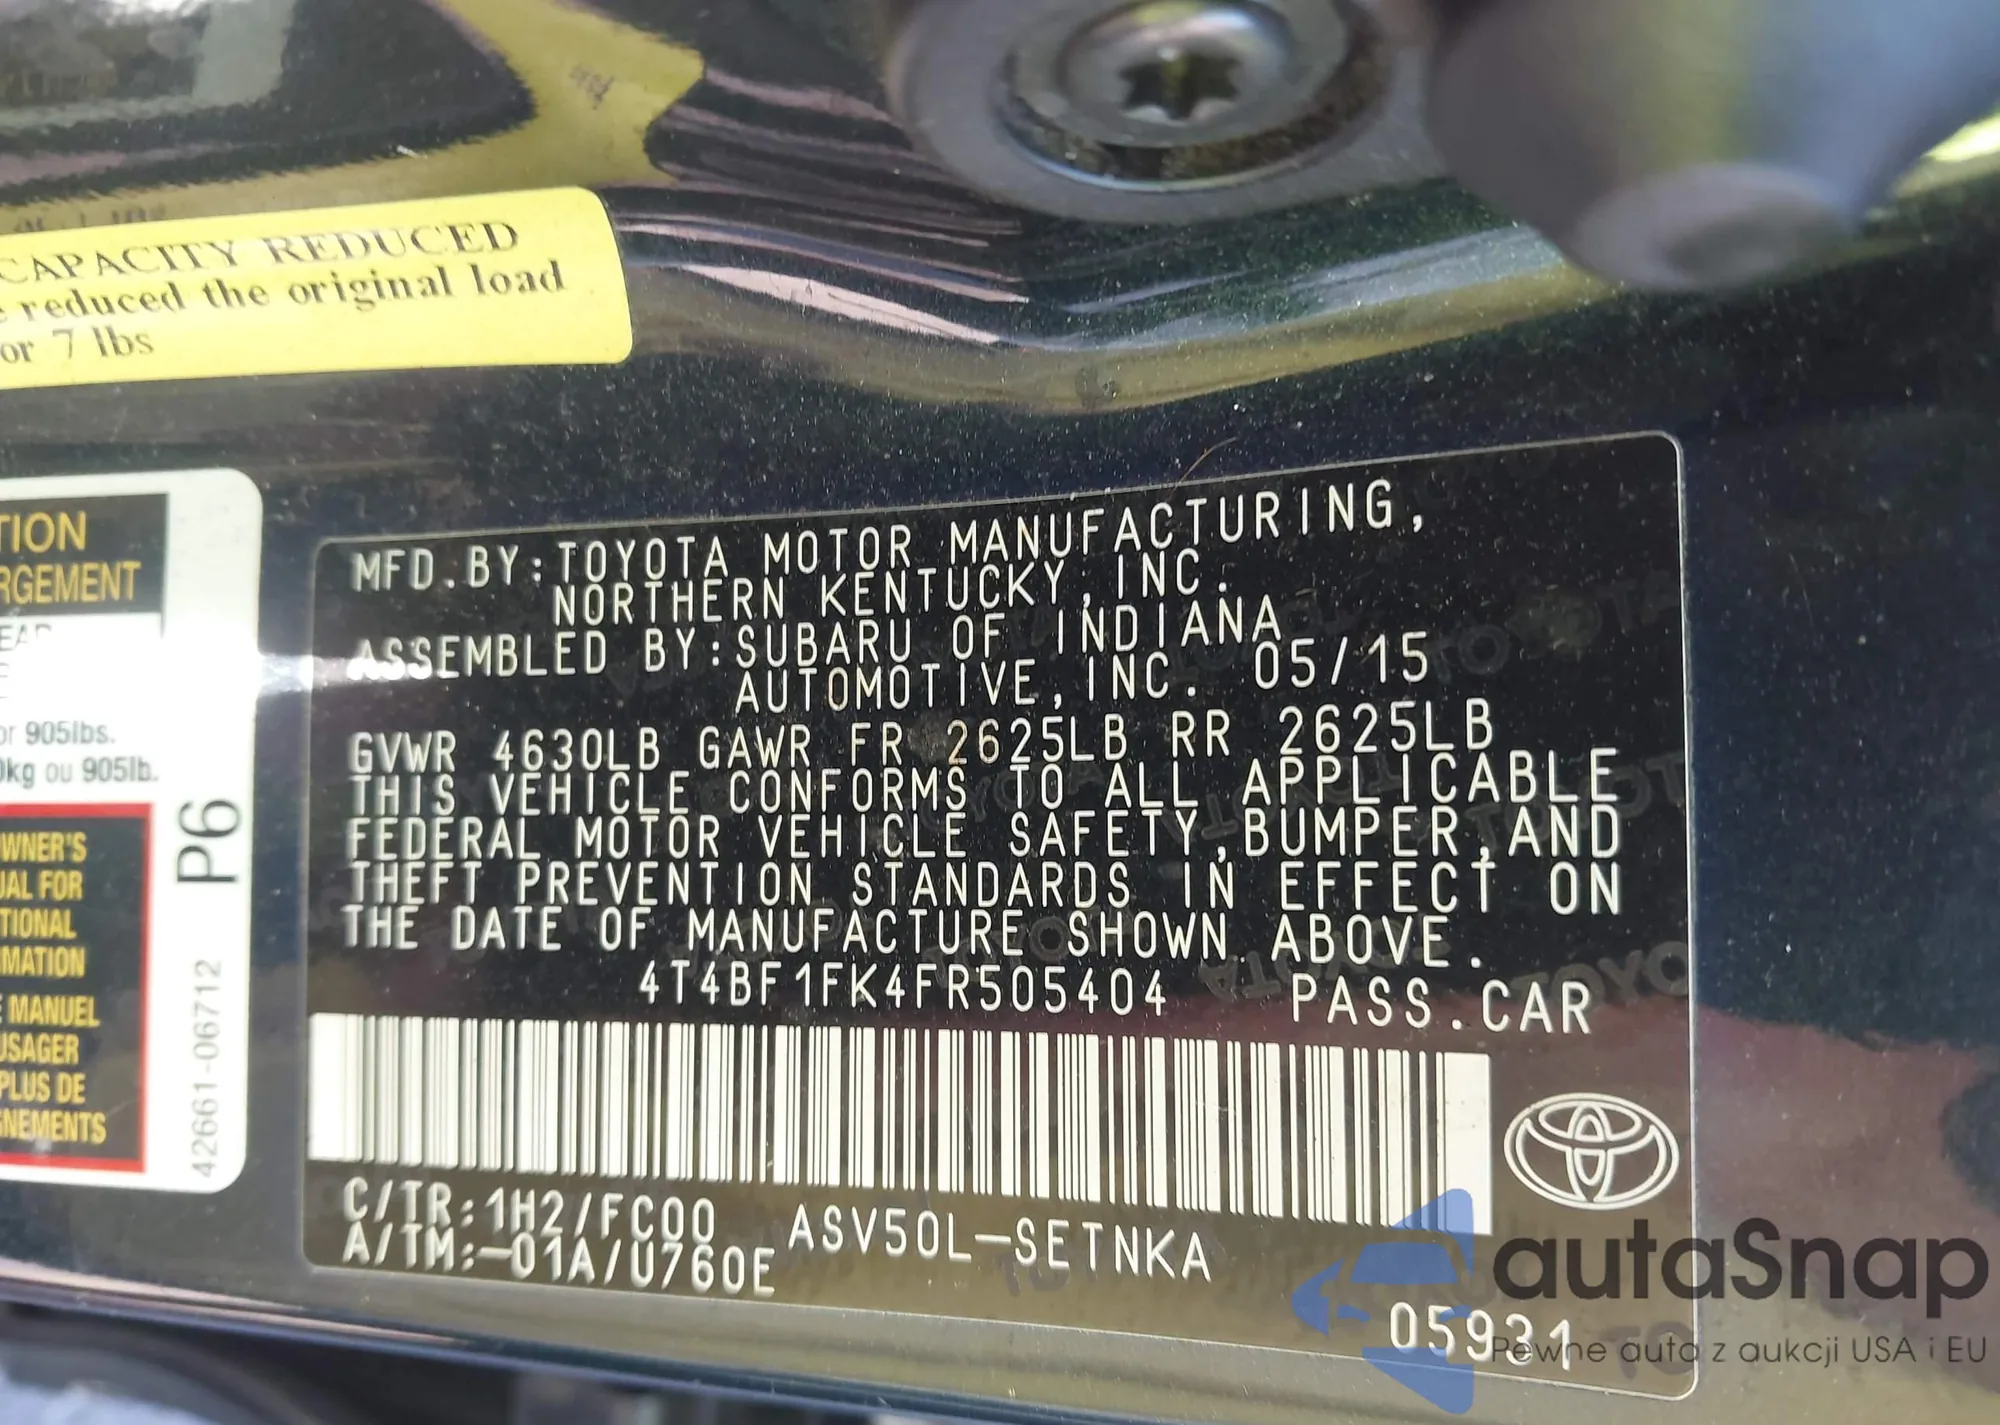 CAPACITY REDUCED
reduced the original load
or 7 lbs
TION
RGEMENT
or 905lbs.
0kg ou 905lb.
P6
WNER'S
UAL FOR
TIONAL
MATION
E MANUEL
USAGER
PLUS DE
GNEMENTS
42661-06712
MFD.BY:TOYOTA MOTOR MANUFACTURING,
NORTHERN KENTUCKY,INC.
ASSEMBLED BY:SUBARU OF INDIANA
AUTOMOTIVE,INC. 05/15
GVWR 4630LB GAWR FR 2625LB RR 2625LB
THIS VEHICLE CONFORMS TO ALL APPLICABLE
FEDERAL MOTOR VEHICLE SAFETY,BUMPER,AND
THEFT PREVENTION STANDARDS IN EFFECT ON
THE DATE OF MANUFACTURE SHOWN ABOVE.
4T4BF1FK4FR505404 PASS.CAR
C/TR:1H2/FC00 ASV50L-SETNKA
A/TM:-01A/U760E
05931
autaSnap
Pewne auta z aukcji USA i EU